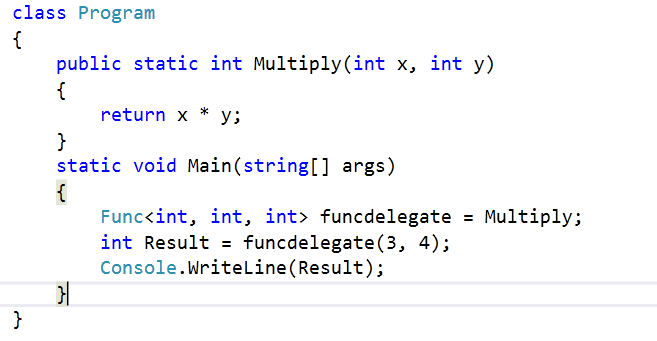 class Program
{
    public static int Multiply(int x, int y)
    {
        return x * y;
    }
    static void Main(string[] args)
    {
        Func<int, int, int> funcdelegate = Multiply;
        int Result = funcdelegate(3, 4);
        Console.WriteLine(Result);
    }
}